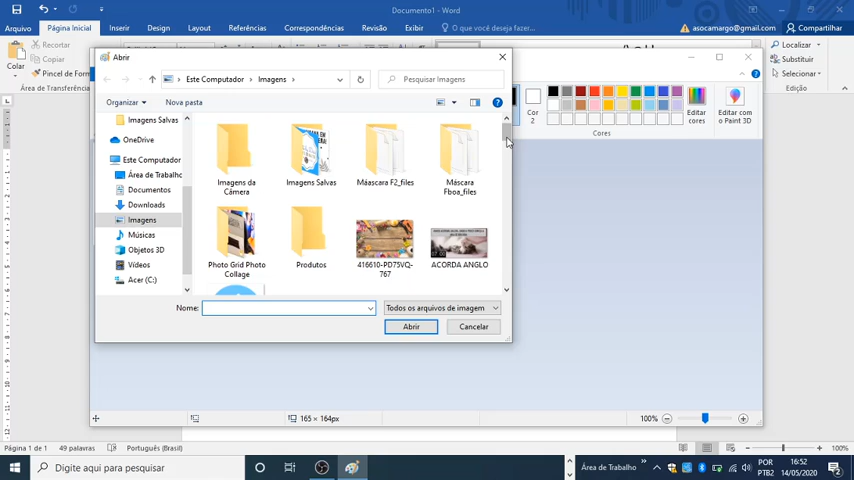 Documento1 - Word
Arquivo Página Inicial Inserir Design Layout Referências Correspondências Revisão Exibir O que você deseja fazer... asocamargo@gmail.com Compartilhar
Recortar
Copiar
Pincel de Form
Colar
Área de Transferência
Localizar
Substituir
Selecionar
Edição
Abrir
Este Computador Imagens Pesquisar Imagens
Organizar Nova pasta
Imagens Salvas
OneDrive
Este Computador
Área de Trabalho
Documentos
Downloads
Imagens
Músicas
Objetos 3D
Vídeos
Acer (C:)
Imagens da Câmera
Imagens Salvas
Máascara F2_files
Máscara Fboa_files
Photo Grid Photo Collage
Produtos
416610-PD75VQ-767
ACORDA ANGLO
Nome: Todos os arquivos de imagem
Abrir Cancelar
Cor 2
Editar cores
Editar com o Paint 3D
Cores
165 × 164px 100%
Página 1 de 1 49 palavras Português (Brasil) 100%
Digite aqui para pesquisar
Área de Trabalho
POR
PTB2
16:52
14/05/2020
2